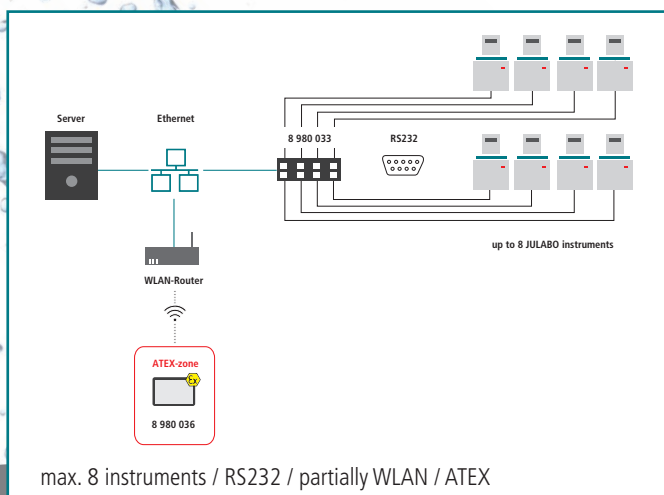 Server
Ethernet
8 980 033
RS232
up to 8 JULABO instruments
WLAN-Router
ATEX-zone
Ex
8 980 036
max. 8 instruments / RS232 / partially WLAN / ATEX